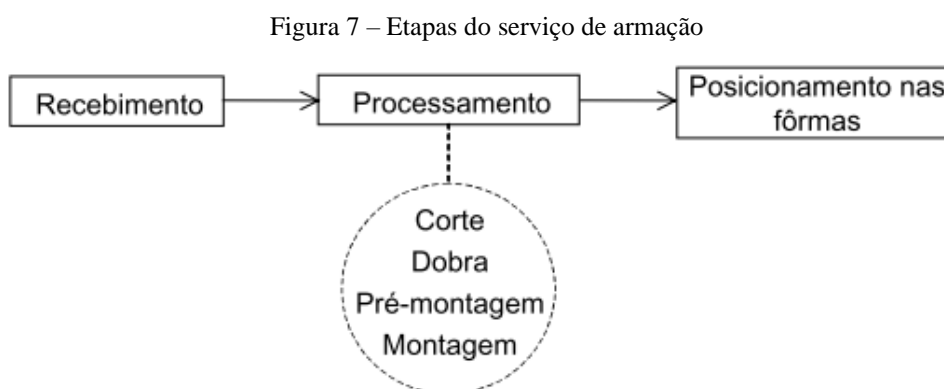 Figura 7 – Etapas do serviço de armação
Recebimento
Processamento
Posicionamento nas
fôrmas
Corte
Dobra
Pré-montagem
Montagem